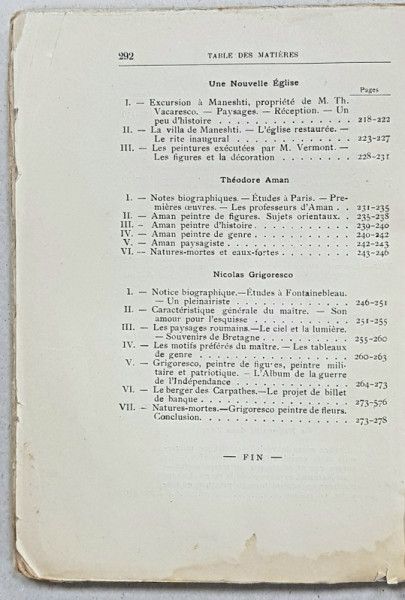 292 TABLE DES MATIÈRES
Une Nouvelle Église
Pages
I. — Excursion à Maneshti, propriété de M. Th.
Vacaresco. — Paysages. — Réception. — Un
peu d'histoire . . . . . . . . . . . . . . . . 218-222
II. — La villa de Maneshti. — L'église restaurée. —
Le rite inaugural . . . . . . . . . . . . . . 223-227
III. — Les peintures exécutées par M. Vermont. —
Les figures et la décoration . . . . . . . . 228-231
Théodore Aman
I. — Notes biographiques. — Études à Paris. — Pre-
mières œuvres. — Les professeurs d'Aman . . 231-235
II. — Aman peintre de figures. Sujets orientaux. . 235-238
III. — Aman peintre d'histoire . . . . . . . . . . . 239-240
IV. — Aman peintre de genre . . . . . . . . . . . . 240-242
V. — Aman paysagiste . . . . . . . . . . . . . . . 242-243
VI. — Natures-mortes et eaux-fortes . . . . . . . . 243-246
Nicolas Grigoresco
I. — Notice biographique.—Études à Fontainebleau.
— Un pleinairiste . . . . . . . . . . . . . . 246-251
II. — Caractéristique générale du maître. — Son
amour pour l'esquisse . . . . . . . . . . . . 251-255
III. — Les paysages roumains.—Le ciel et la lumière.
— Souvenirs de Bretagne . . . . . . . . . . . 255-260
IV. — Les motifs préférés du maître. — Les tableaux
de genre . . . . . . . . . . . . . . . . . . 260-263
V. — Grigoresco, peintre de figures, peintre mili-
taire et patriotique. — L'Album de la guerre
de l'Indépendance . . . . . . . . . . . . . . 264-273
VI. — Le berger des Carpathes.—Le projet de billet
de banque . . . . . . . . . . . . . . . . . . 273-576
VII. — Natures-mortes.—Grigoresco peintre de fleurs.
Conclusion. . . . . . . . . . . . . . . . . . 273-278
— FIN —